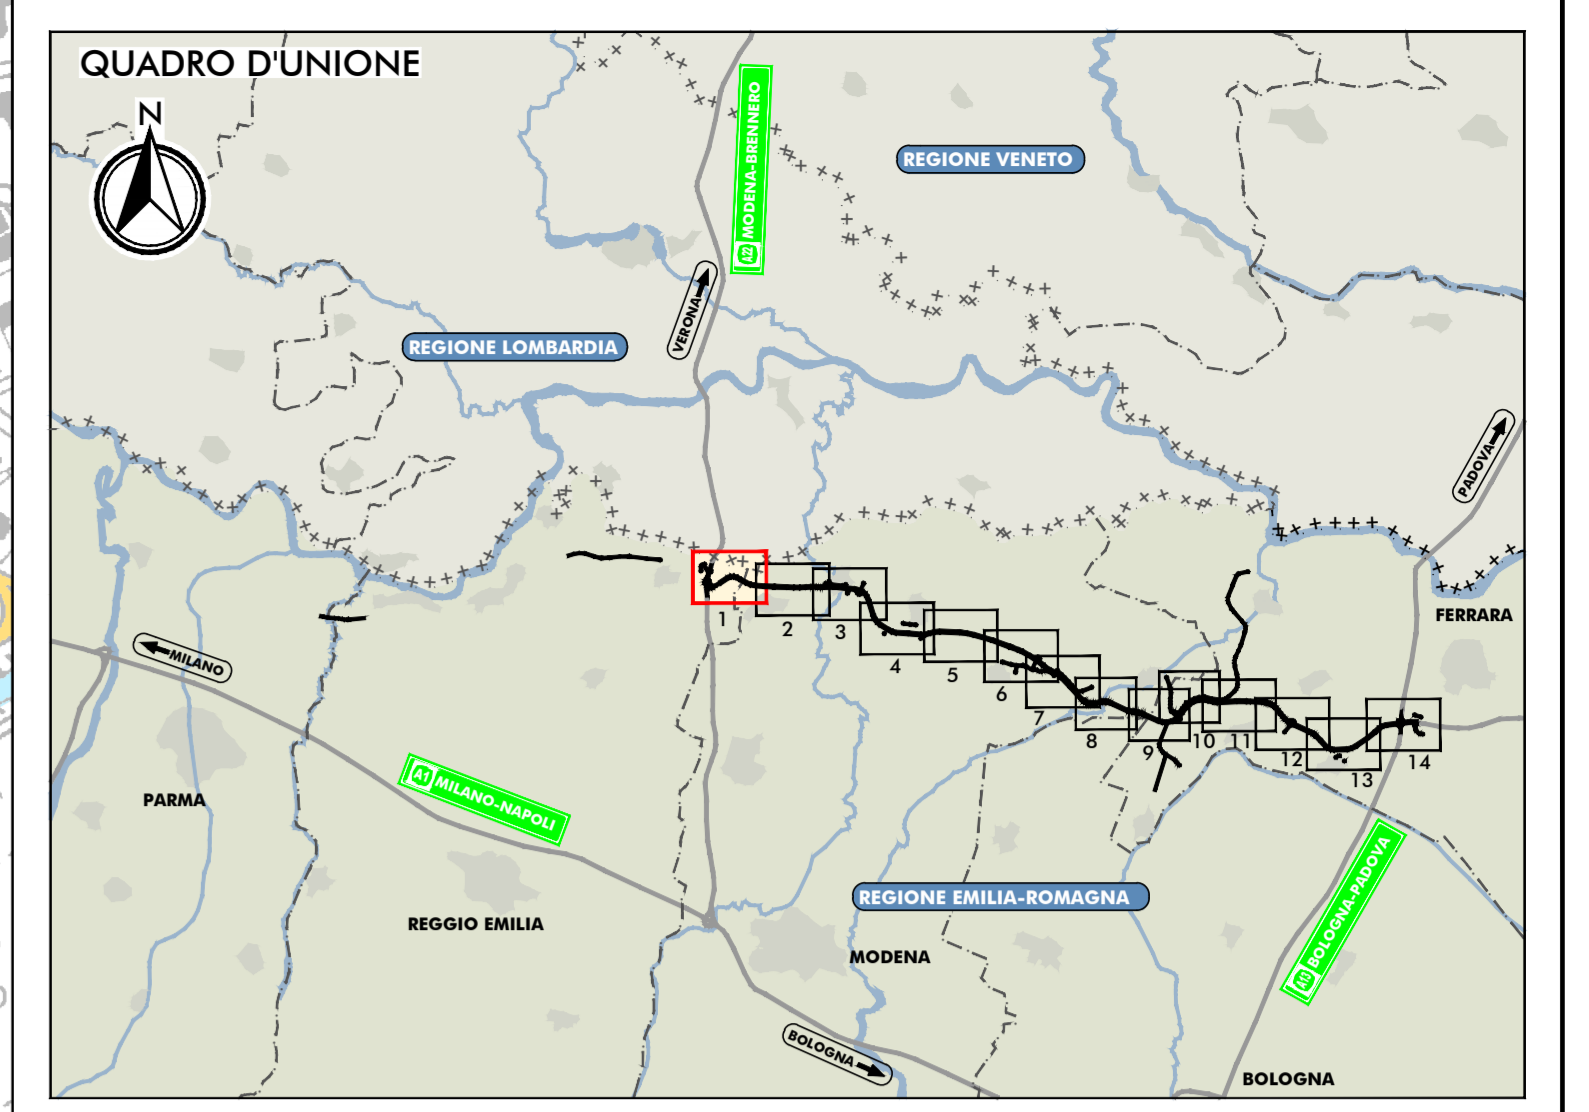 QUADRO D'UNIONE
N
A22 MODENA-BRENNERO
REGIONE VENETO
VERONA
REGIONE LOMBARDIA
PADOVA
FERRARA
1
2
3
4
5
6
7
8
9
10
11
12
13
14
MILANO
PARMA
A1 MILANO-NAPOLI
REGGIO EMILIA
REGIONE EMILIA-ROMAGNA
MODENA
A13 BOLOGNA-PADOVA
BOLOGNA
BOLOGNA